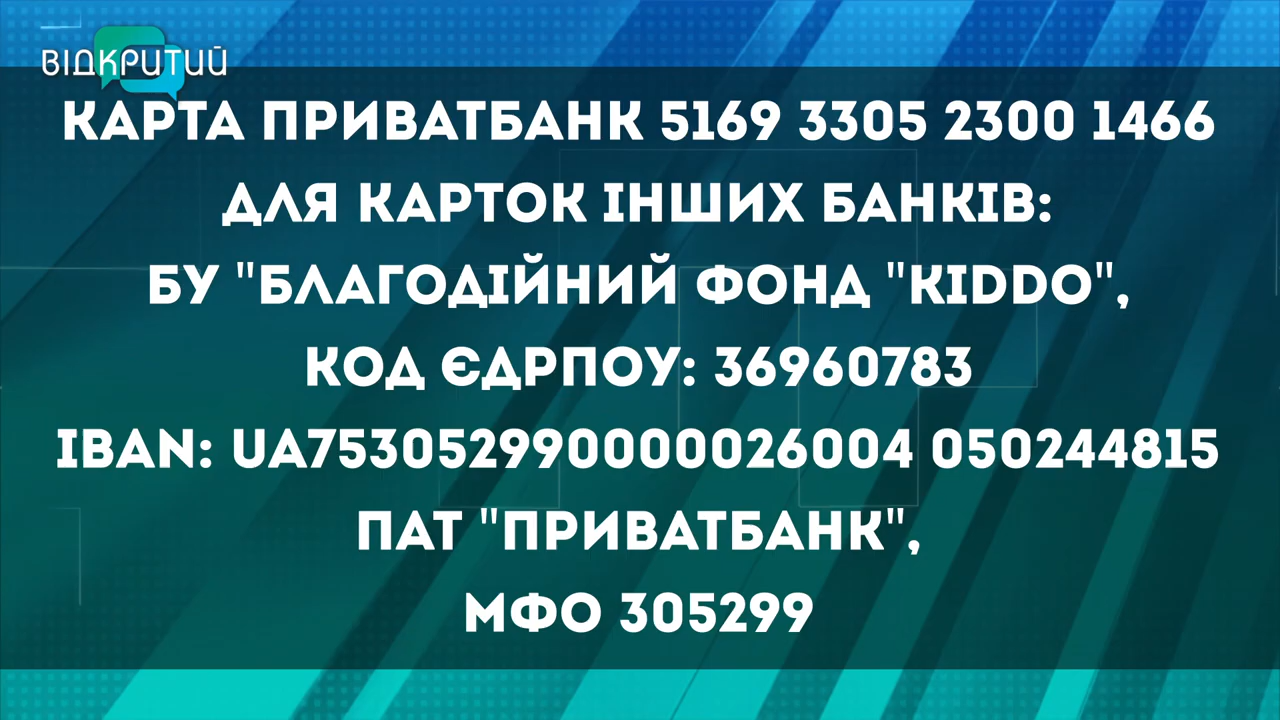 ВІДКРИТИЙ
КАРТА ПРИВАТБАНК 5169 3305 2300 1466
ДЛЯ КАРТОК ІНШИХ БАНКІВ:
БУ "БЛАГОДІЙНИЙ ФОНД "KIDDO",
КОД ЄДРПОУ: 36960783
IBAN: UA753052990000026004 050244815
ПАТ "ПРИВАТБАНК",
МФО 305299